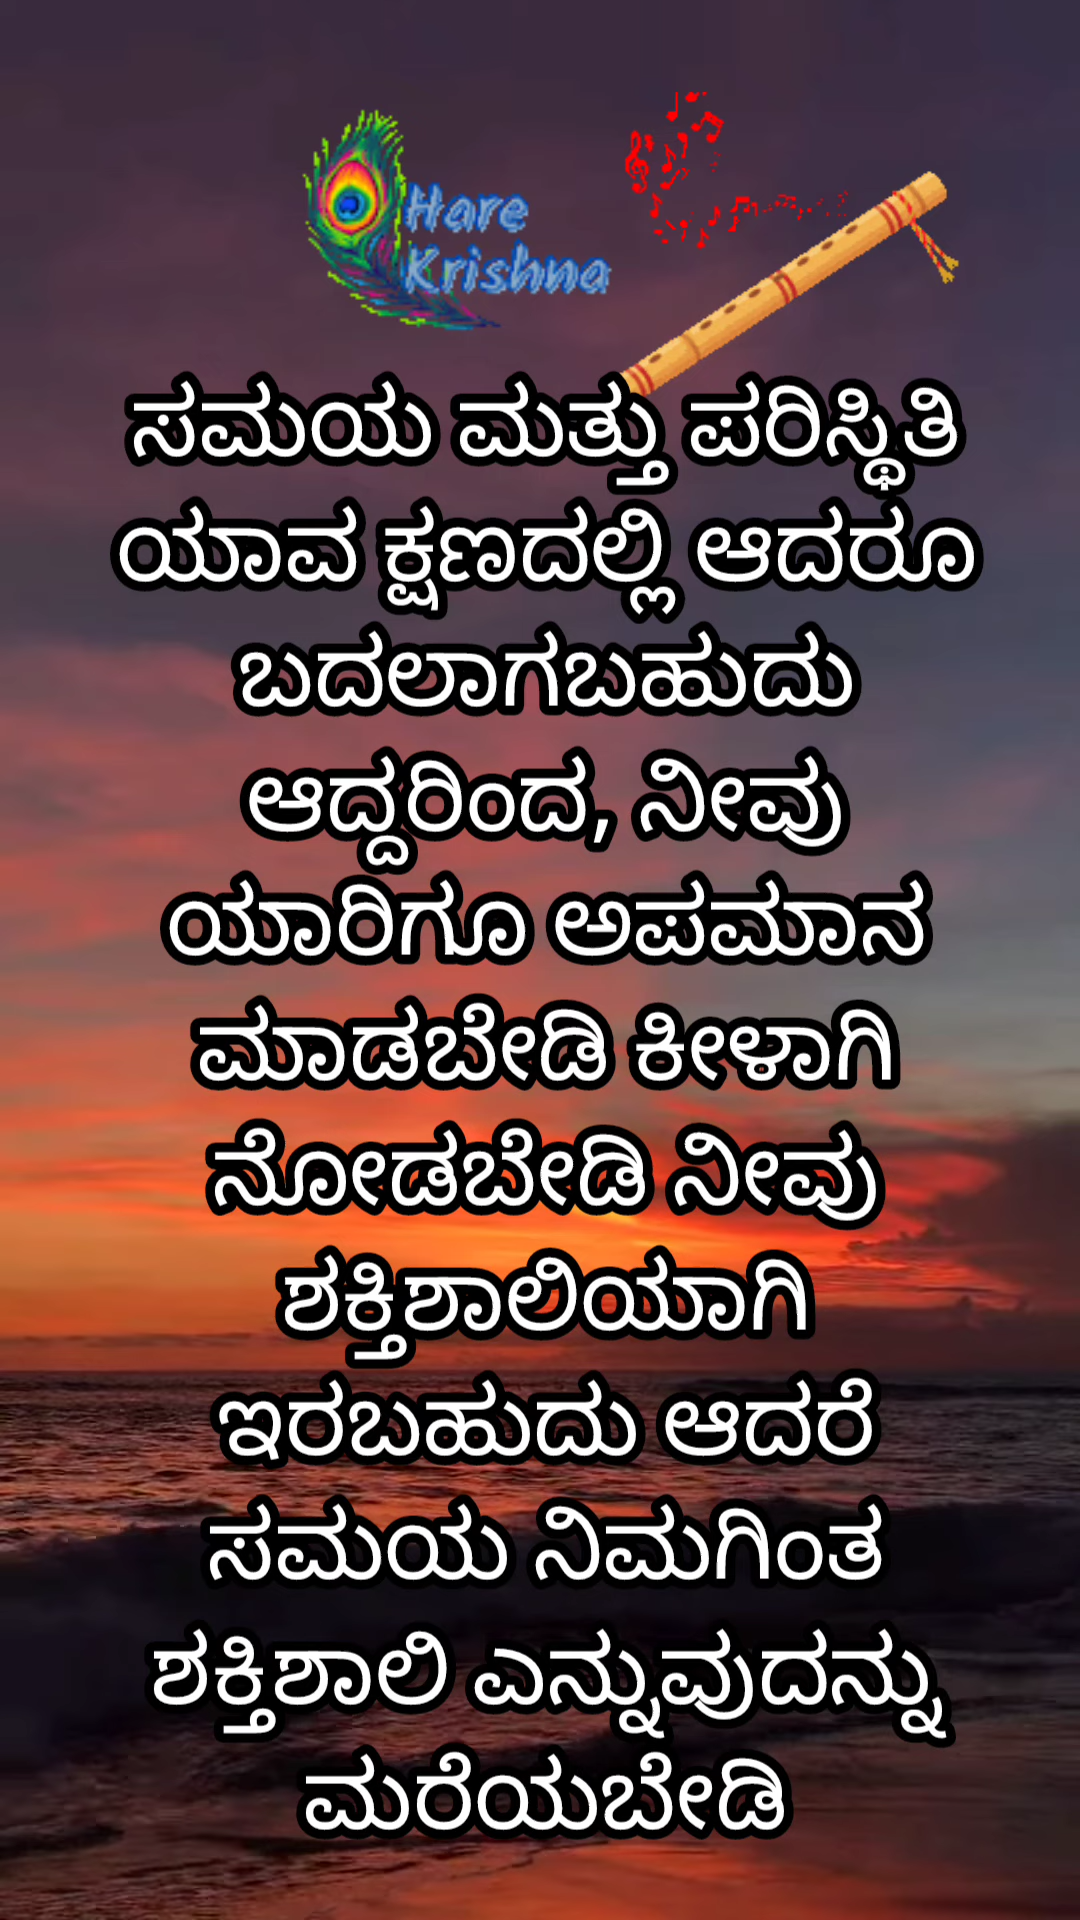 Hare
Krishna
ಸಮಯ ಮತ್ತು ಪರಿಸ್ಥಿತಿ
ಯಾವ ಕ್ಷಣದಲ್ಲಿ ಆದರೂ
ಬದಲಾಗಬಹುದು
ಆದ್ದರಿಂದ, ನೀವು
ಯಾರಿಗೂ ಅಪಮಾನ
ಮಾಡಬೇಡಿ ಕೀಳಾಗಿ
ನೋಡಬೇಡಿ ನೀವು
ಶಕ್ತಿಶಾಲಿಯಾಗಿ
ಇರಬಹುದು ಆದರೆ
ಸಮಯ ನಿಮಗಿಂತ
ಶಕ್ತಿಶಾಲಿ ಎನ್ನುವುದನ್ನು
ಮರೆಯಬೇಡಿ